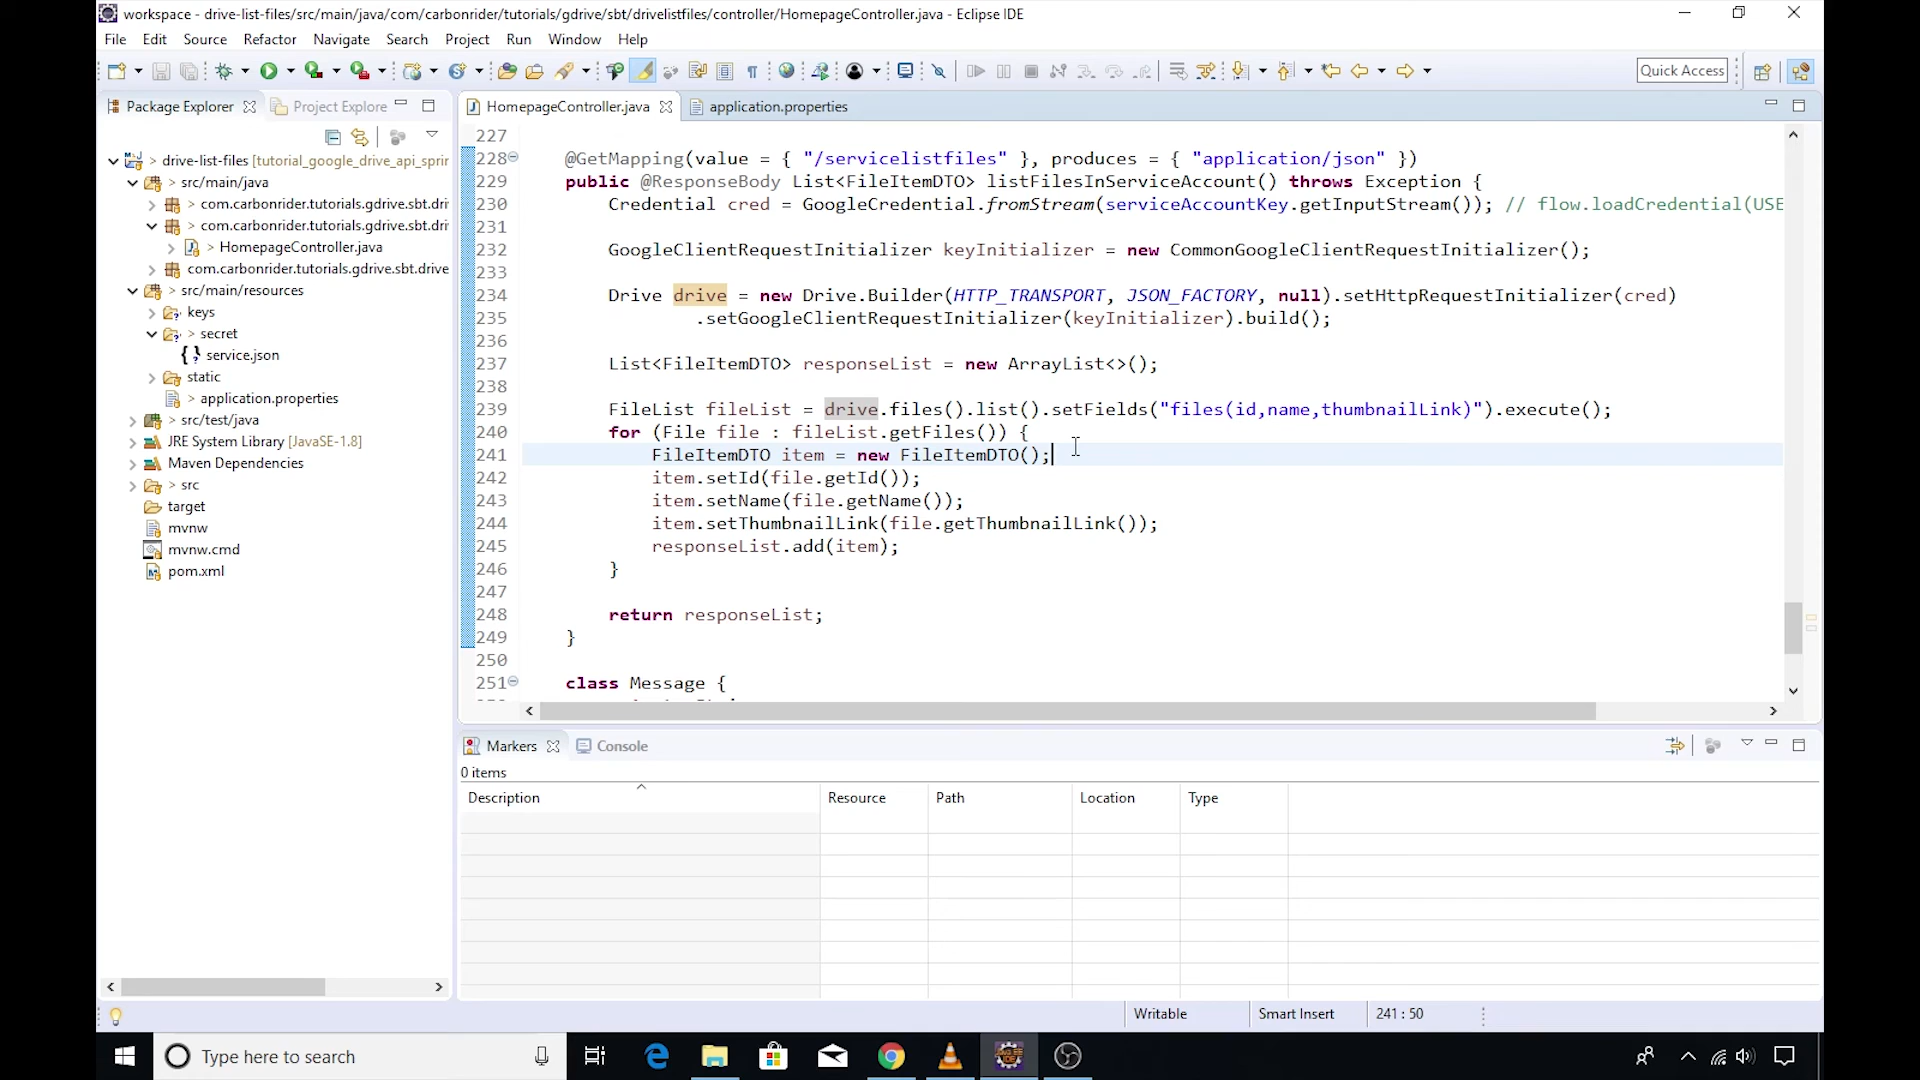 workspace - drive-list-files/src/main/java/com/carbonrider/tutorials/gdrive/sbt/drivelistfiles/controller/HomepageController.java - Eclipse IDE
File Edit Source Refactor Navigate Search Project Run Window Help
Quick Access
Package Explorer Project Explore
HomepageController.java application.properties
drive-list-files [tutorial_google_drive_api_sprir
src/main/java
com.carbonrider.tutorials.gdrive.sbt.dri
com.carbonrider.tutorials.gdrive.sbt.dri
HomepageController.java
com.carbonrider.tutorials.gdrive.sbt.drive
src/main/resources
keys
secret
service.json
static
application.properties
src/test/java
JRE System Library [JavaSE-1.8]
Maven Dependencies
src
target
mvnw
mvnw.cmd
pom.xml
227
228 @GetMapping(value = { "/servicelistfiles" }, produces = { "application/json" })
229 public @ResponseBody List<FileItemDTO> listFilesInServiceAccount() throws Exception {
230 Credential cred = GoogleCredential.fromStream(serviceAccountKey.getInputStream()); // flow.loadCredential(USE
231
232 GoogleClientRequestInitializer keyInitializer = new CommonGoogleClientRequestInitializer();
233
234 Drive drive = new Drive.Builder(HTTP_TRANSPORT, JSON_FACTORY, null).setHttpRequestInitializer(cred)
235 .setGoogleClientRequestInitializer(keyInitializer).build();
236
237 List<FileItemDTO> responseList = new ArrayList<>();
238
239 FileList fileList = drive.files().list().setFields("files(id,name,thumbnailLink)").execute();
240 for (File file : fileList.getFiles()) {
241 FileItemDTO item = new FileItemDTO();
242 item.setId(file.getId());
243 item.setName(file.getName());
244 item.setThumbnailLink(file.getThumbnailLink());
245 responseList.add(item);
246 }
247
248 return responseList;
249 }
250
251 class Message {
Markers Console
0 items
Description Resource Path Location Type
Writable Smart Insert 241 : 50
Type here to search